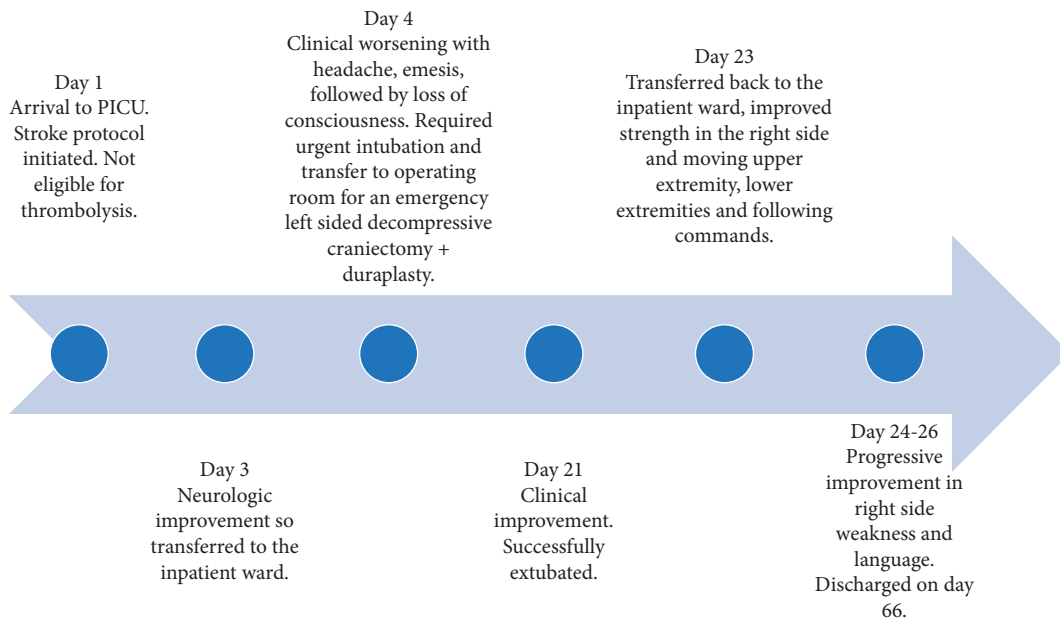 Day 1
Arrival to PICU.
Stroke protocol
initiated. Not
eligible for
thrombolysis.
Day 3
Neurologic
improvement so
transferred to the
inpatient ward.
Day 4
Clinical worsening with
headache, emesis,
followed by loss of
consciousness. Required
urgent intubation and
transfer to operating
room for an emergency
left sided decompressive
craniectomy +
duraplasty.
Day 21
Clinical
improvement.
Successfully
extubated.
Day 23
Transferred back to the
inpatient ward, improved
strength in the right side
and moving upper
extremity, lower
extremities and following
commands.
Day 24-26
Progressive
improvement in
right side
weakness and
language.
Discharged on day
66.